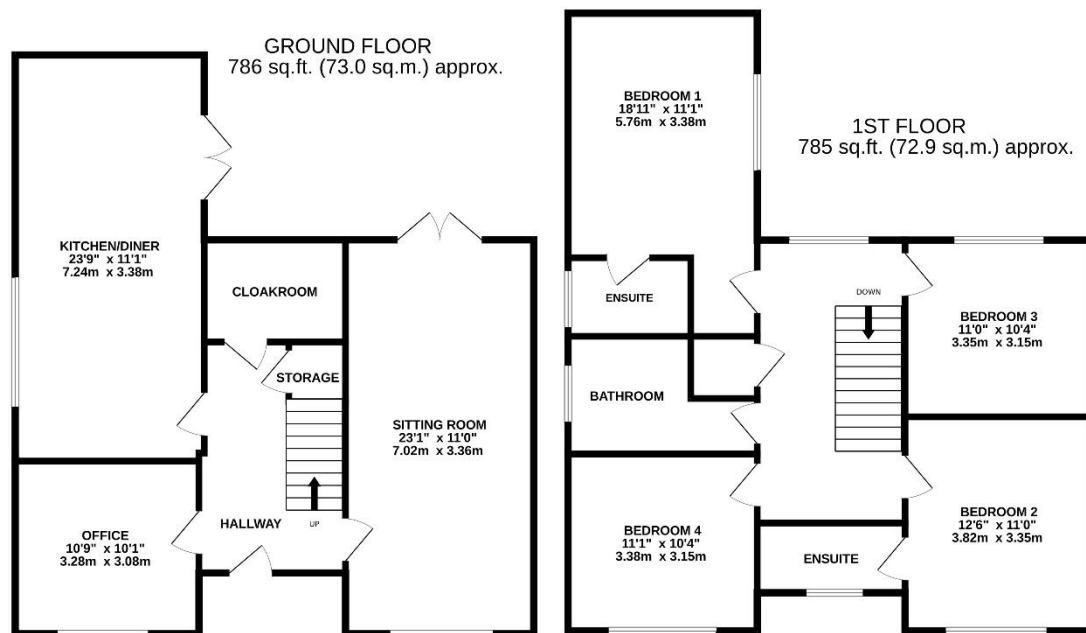 GROUND FLOOR
786 sq.ft. (73.0 sq.m.) approx.
KITCHEN/DINER
23'9" x 11'1"
7.24m x 3.38m
CLOAKROOM
STORAGE
SITTING ROOM
23'1" x 11'0"
7.02m x 3.36m
HALLWAY
UP
OFFICE
10'9" x 10'1"
3.28m x 3.08m
1ST FLOOR
785 sq.ft. (72.9 sq.m.) approx.
BEDROOM 1
18'11" x 11'1"
5.76m x 3.38m
ENSUITE
DOWN
BEDROOM 3
11'0" x 10'4"
3.35m x 3.15m
BATHROOM
BEDROOM 2
12'6" x 11'0"
3.82m x 3.35m
BEDROOM 4
11'1" x 10'4"
3.38m x 3.15m
ENSUITE